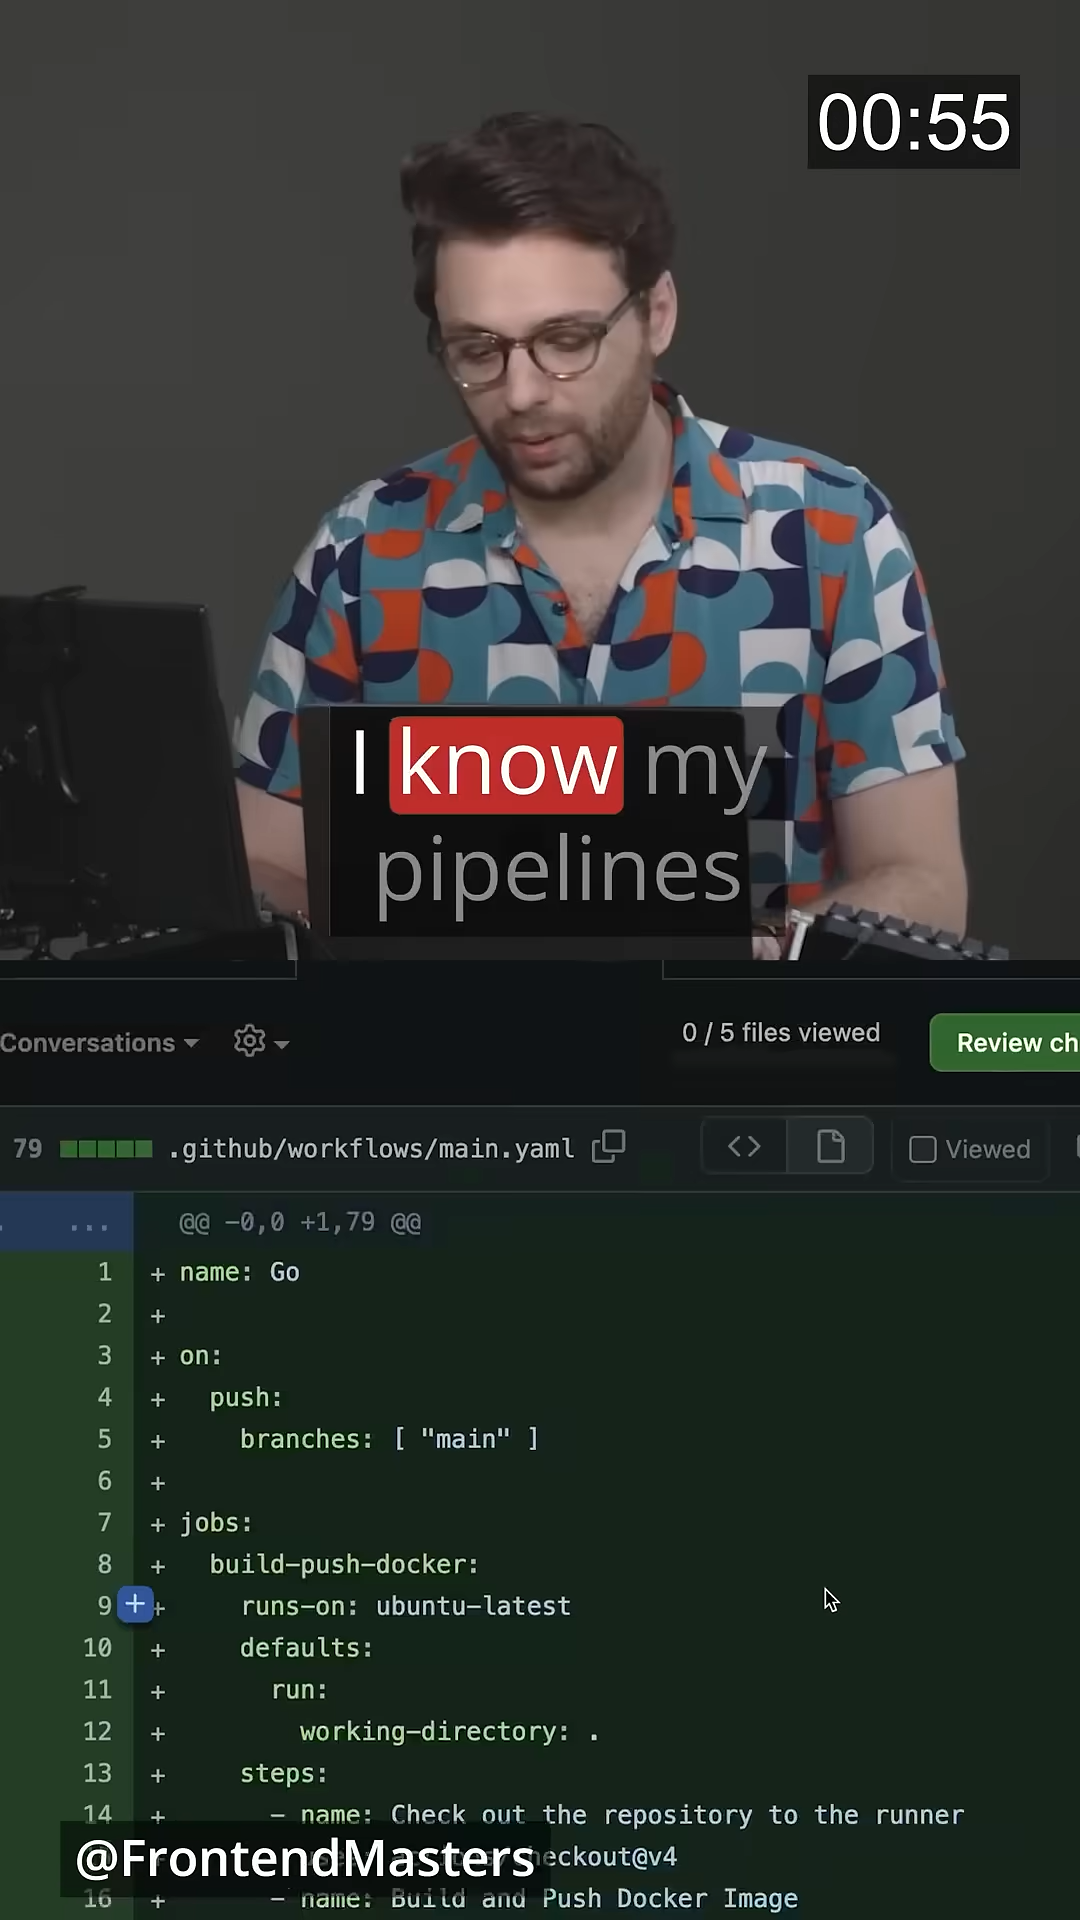 00:55
I know my
pipelines
Conversations
0 / 5 files viewed
Review ch
79 .github/workflows/main.yaml
Viewed
... @@ -0,0 +1,79 @@
1 + name: Go
2 +
3 + on:
4 + push:
5 + branches: [ "main" ]
6 +
7 + jobs:
8 + build-push-docker:
9 + runs-on: ubuntu-latest
10 + defaults:
11 + run:
12 + working-directory: .
13 + steps:
14 + - name: Check out the repository to the runner
@FrontendMasters
heckout@v4
16 + - name: Build and Push Docker Image